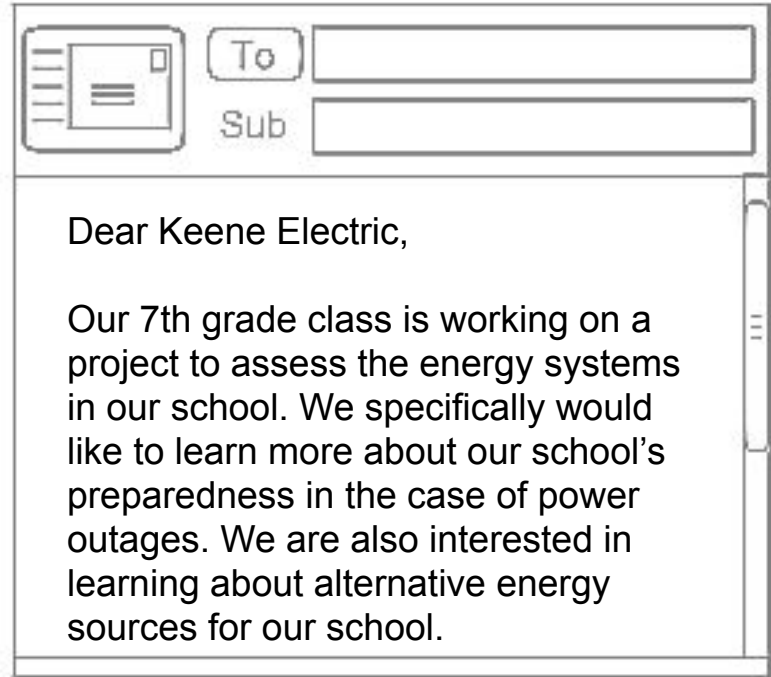 To
Sub
Dear Keene Electric,
Our 7th grade class is working on a
project to assess the energy systems
in our school. We specifically would
like to learn more about our school’s
preparedness in the case of power
outages. We are also interested in
learning about alternative energy
sources for our school.